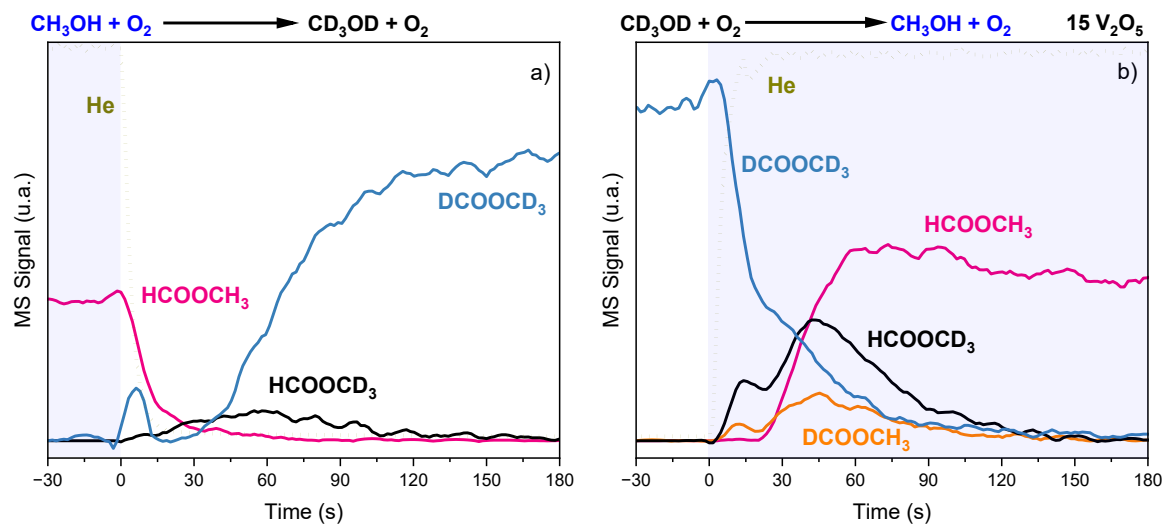 CH₃OH + O₂ CD₃OD + O₂
a)
He
HCOOCH₃
DCOOCD₃
HCOOCD₃
MS Signal (u.a.)
−30 0 30 60 90 120 150 180
Time (s)
CD₃OD + O₂ CH₃OH + O₂ 15 V₂O₅
b)
He
DCOOCD₃
HCOOCH₃
HCOOCD₃
DCOOCH₃
MS Signal (u.a.)
−30 0 30 60 90 120 150 180
Time (s)